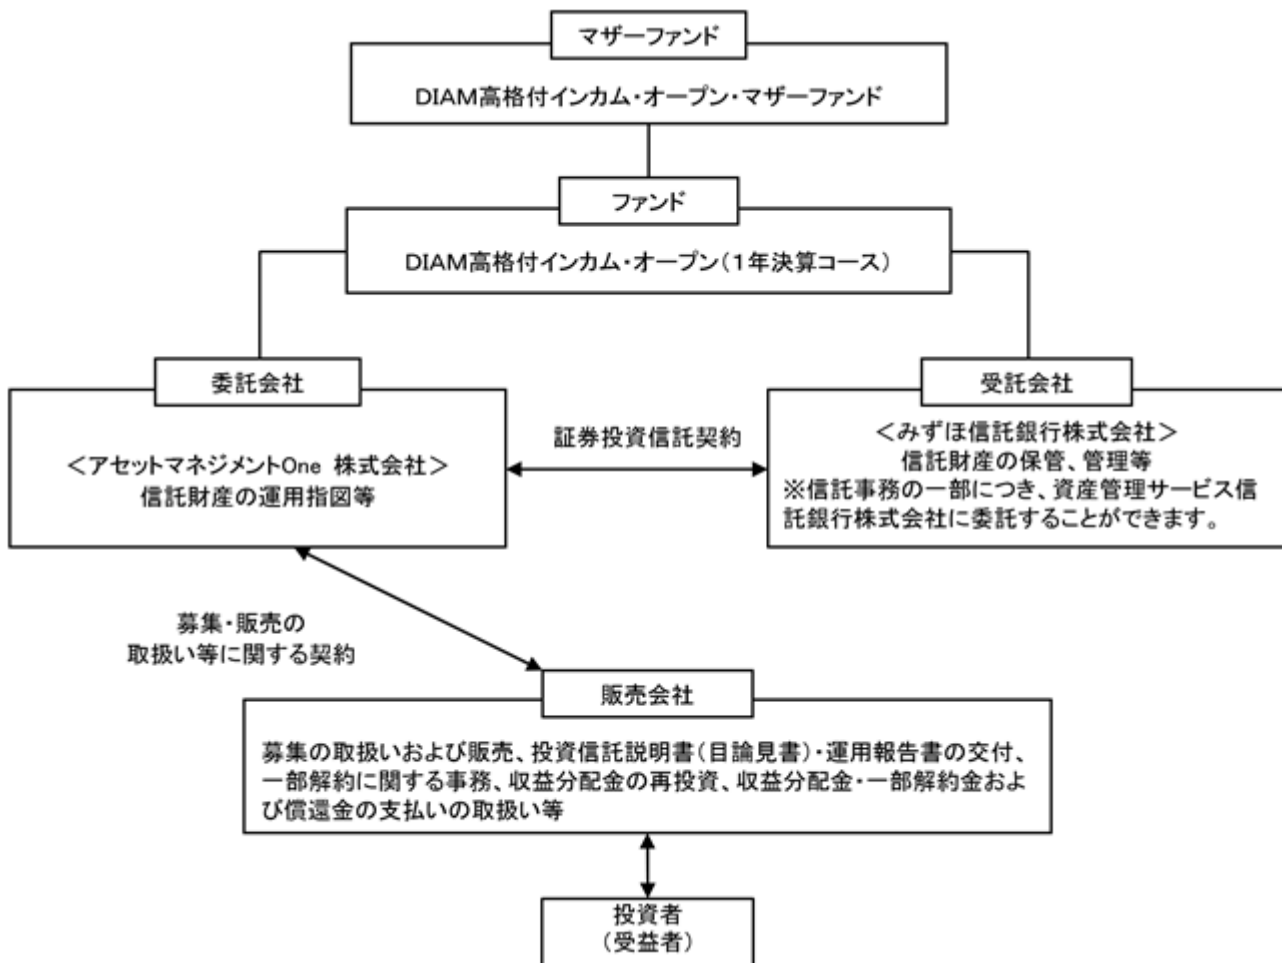 マザーファンド
DIAM高格付インカム・オープン・マザーファンド
ファンド
DIAM高格付インカム・オープン(1年決算コース)
委託会社
<アセットマネジメントOne 株式会社>
信託財産の運用指図等
証券投資信託契約
受託会社
<みずほ信託銀行株式会社>
信託財産の保管、管理等
※信託事務の一部につき、資産管理サービス信
託銀行株式会社に委託することができます。
募集・販売の
取扱い等に関する契約
販売会社
募集の取扱いおよび販売、投資信託説明書(目論見書)・運用報告書の交付、
一部解約に関する事務、収益分配金の再投資、収益分配金・一部解約金およ
び償還金の支払いの取扱い等
投資者
(受益者)